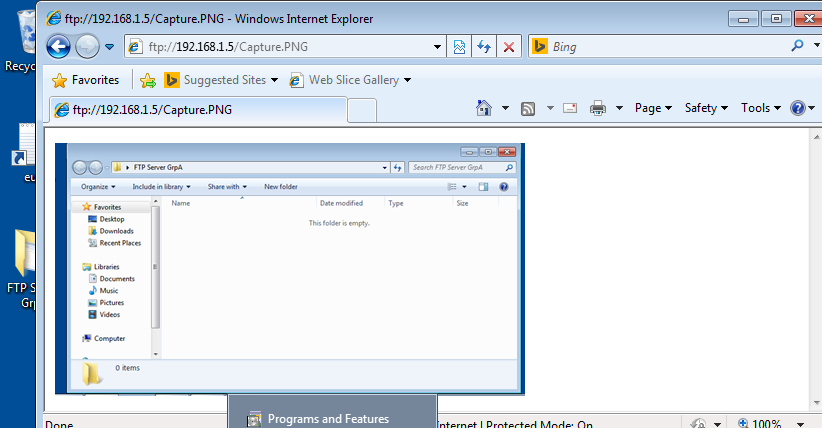 ftp://192.168.1.5/Capture.PNG - Windows Internet Explorer
ftp://192.168.1.5/Capture.PNG
Bing
Favorites
Suggested Sites
Web Slice Gallery
ftp://192.168.1.5/Capture.PNG
Page
Safety
Tools
FTP Server GrpA
Search FTP Server GrpA
Organize
Include in library
Share with
New folder
Favorites
Desktop
Downloads
Recent Places
Libraries
Documents
Music
Pictures
Videos
Computer
Name
Date modified
Type
Size
This folder is empty.
0 items
Recyc
eu
FTP S
Gr
Programs and Features
Done
nternet | Protected Mode: On
100%